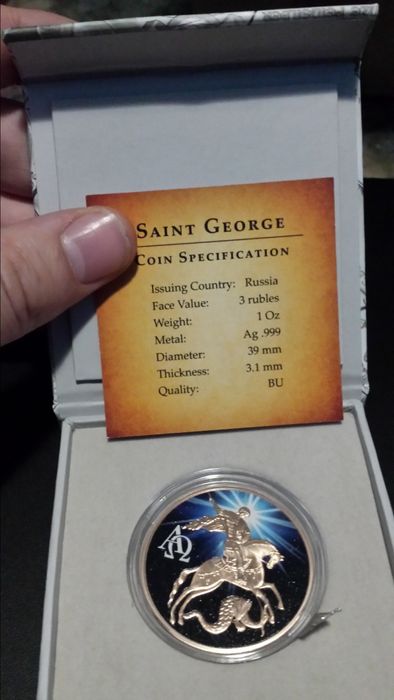 SAINT GEORGE
COIN SPECIFICATION
Issuing Country: Russia
Face Value: 3 rubles
Weight: 1 Oz
Metal: Ag .999
Diameter: 39 mm
Thickness: 3.1 mm
Quality: BU
ΑΩ